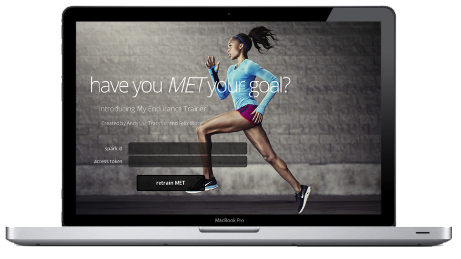 have you MET your goal?
Introducing My Endurance Trainer
Created by
spark id
access token
retrain MET
MacBook Pro